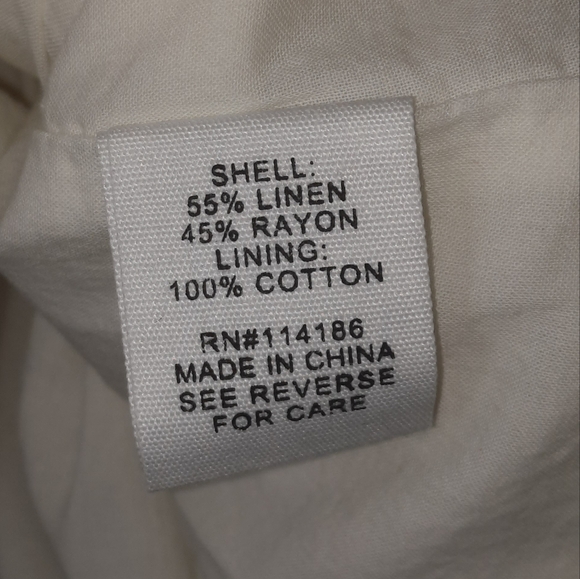 SHELL:
55% LINEN
45% RAYON
LINING:
100% COTTON
RN#114186
MADE IN CHINA
SEE REVERSE
FOR CARE